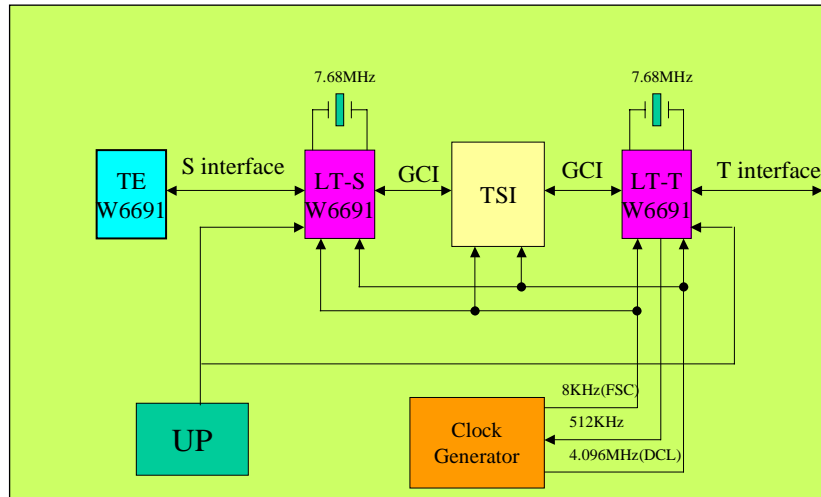 7.68MHz
7.68MHz
TE
W6691
S interface
LT-S
W6691
GCI
TSI
GCI
LT-T
W6691
T interface
UP
Clock
Generator
8KHz(FSC)
512KHz
4.096MHz(DCL)